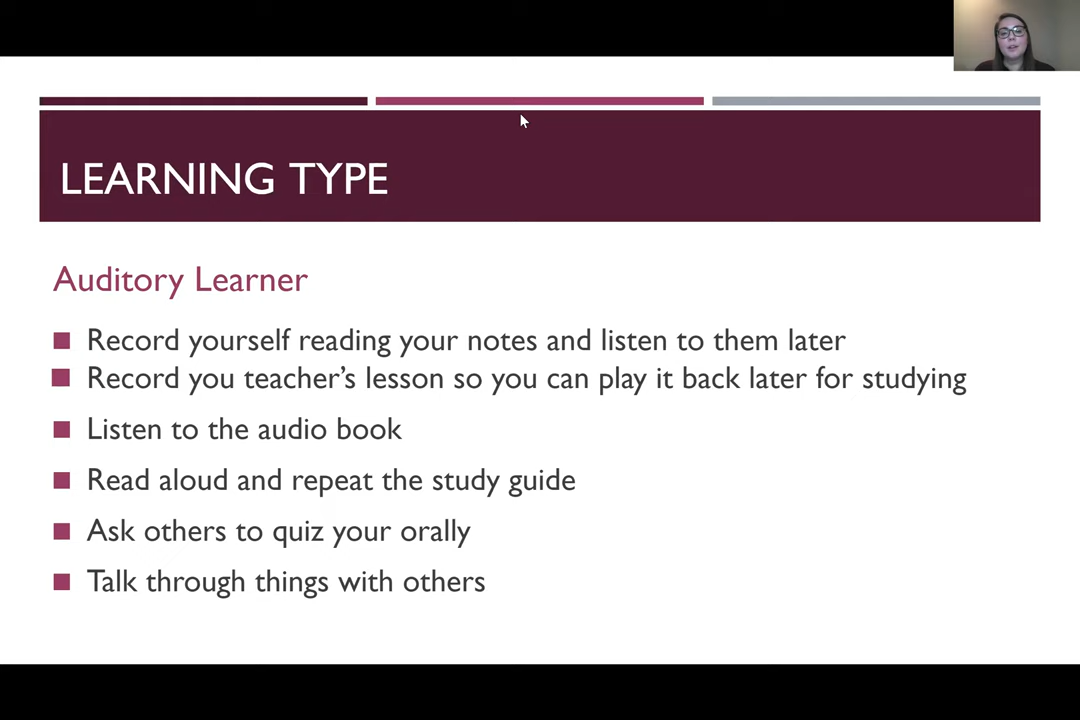 LEARNING TYPE
Auditory Learner
Record yourself reading your notes and listen to them later
Record you teacher’s lesson so you can play it back later for studying
Listen to the audio book
Read aloud and repeat the study guide
Ask others to quiz your orally
Talk through things with others